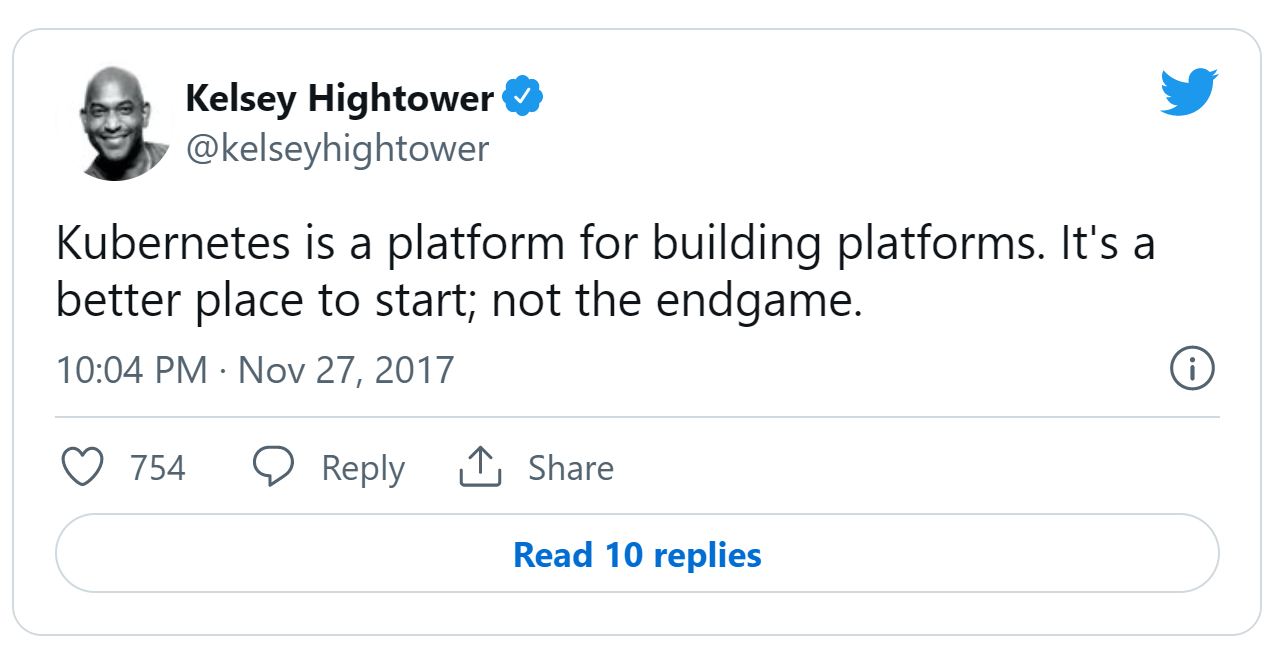 Kelsey Hightower
@kelseyhightower
Kubernetes is a platform for building platforms. It's a
better place to start; not the endgame.
10:04 PM · Nov 27, 2017
754 Reply Share
Read 10 replies